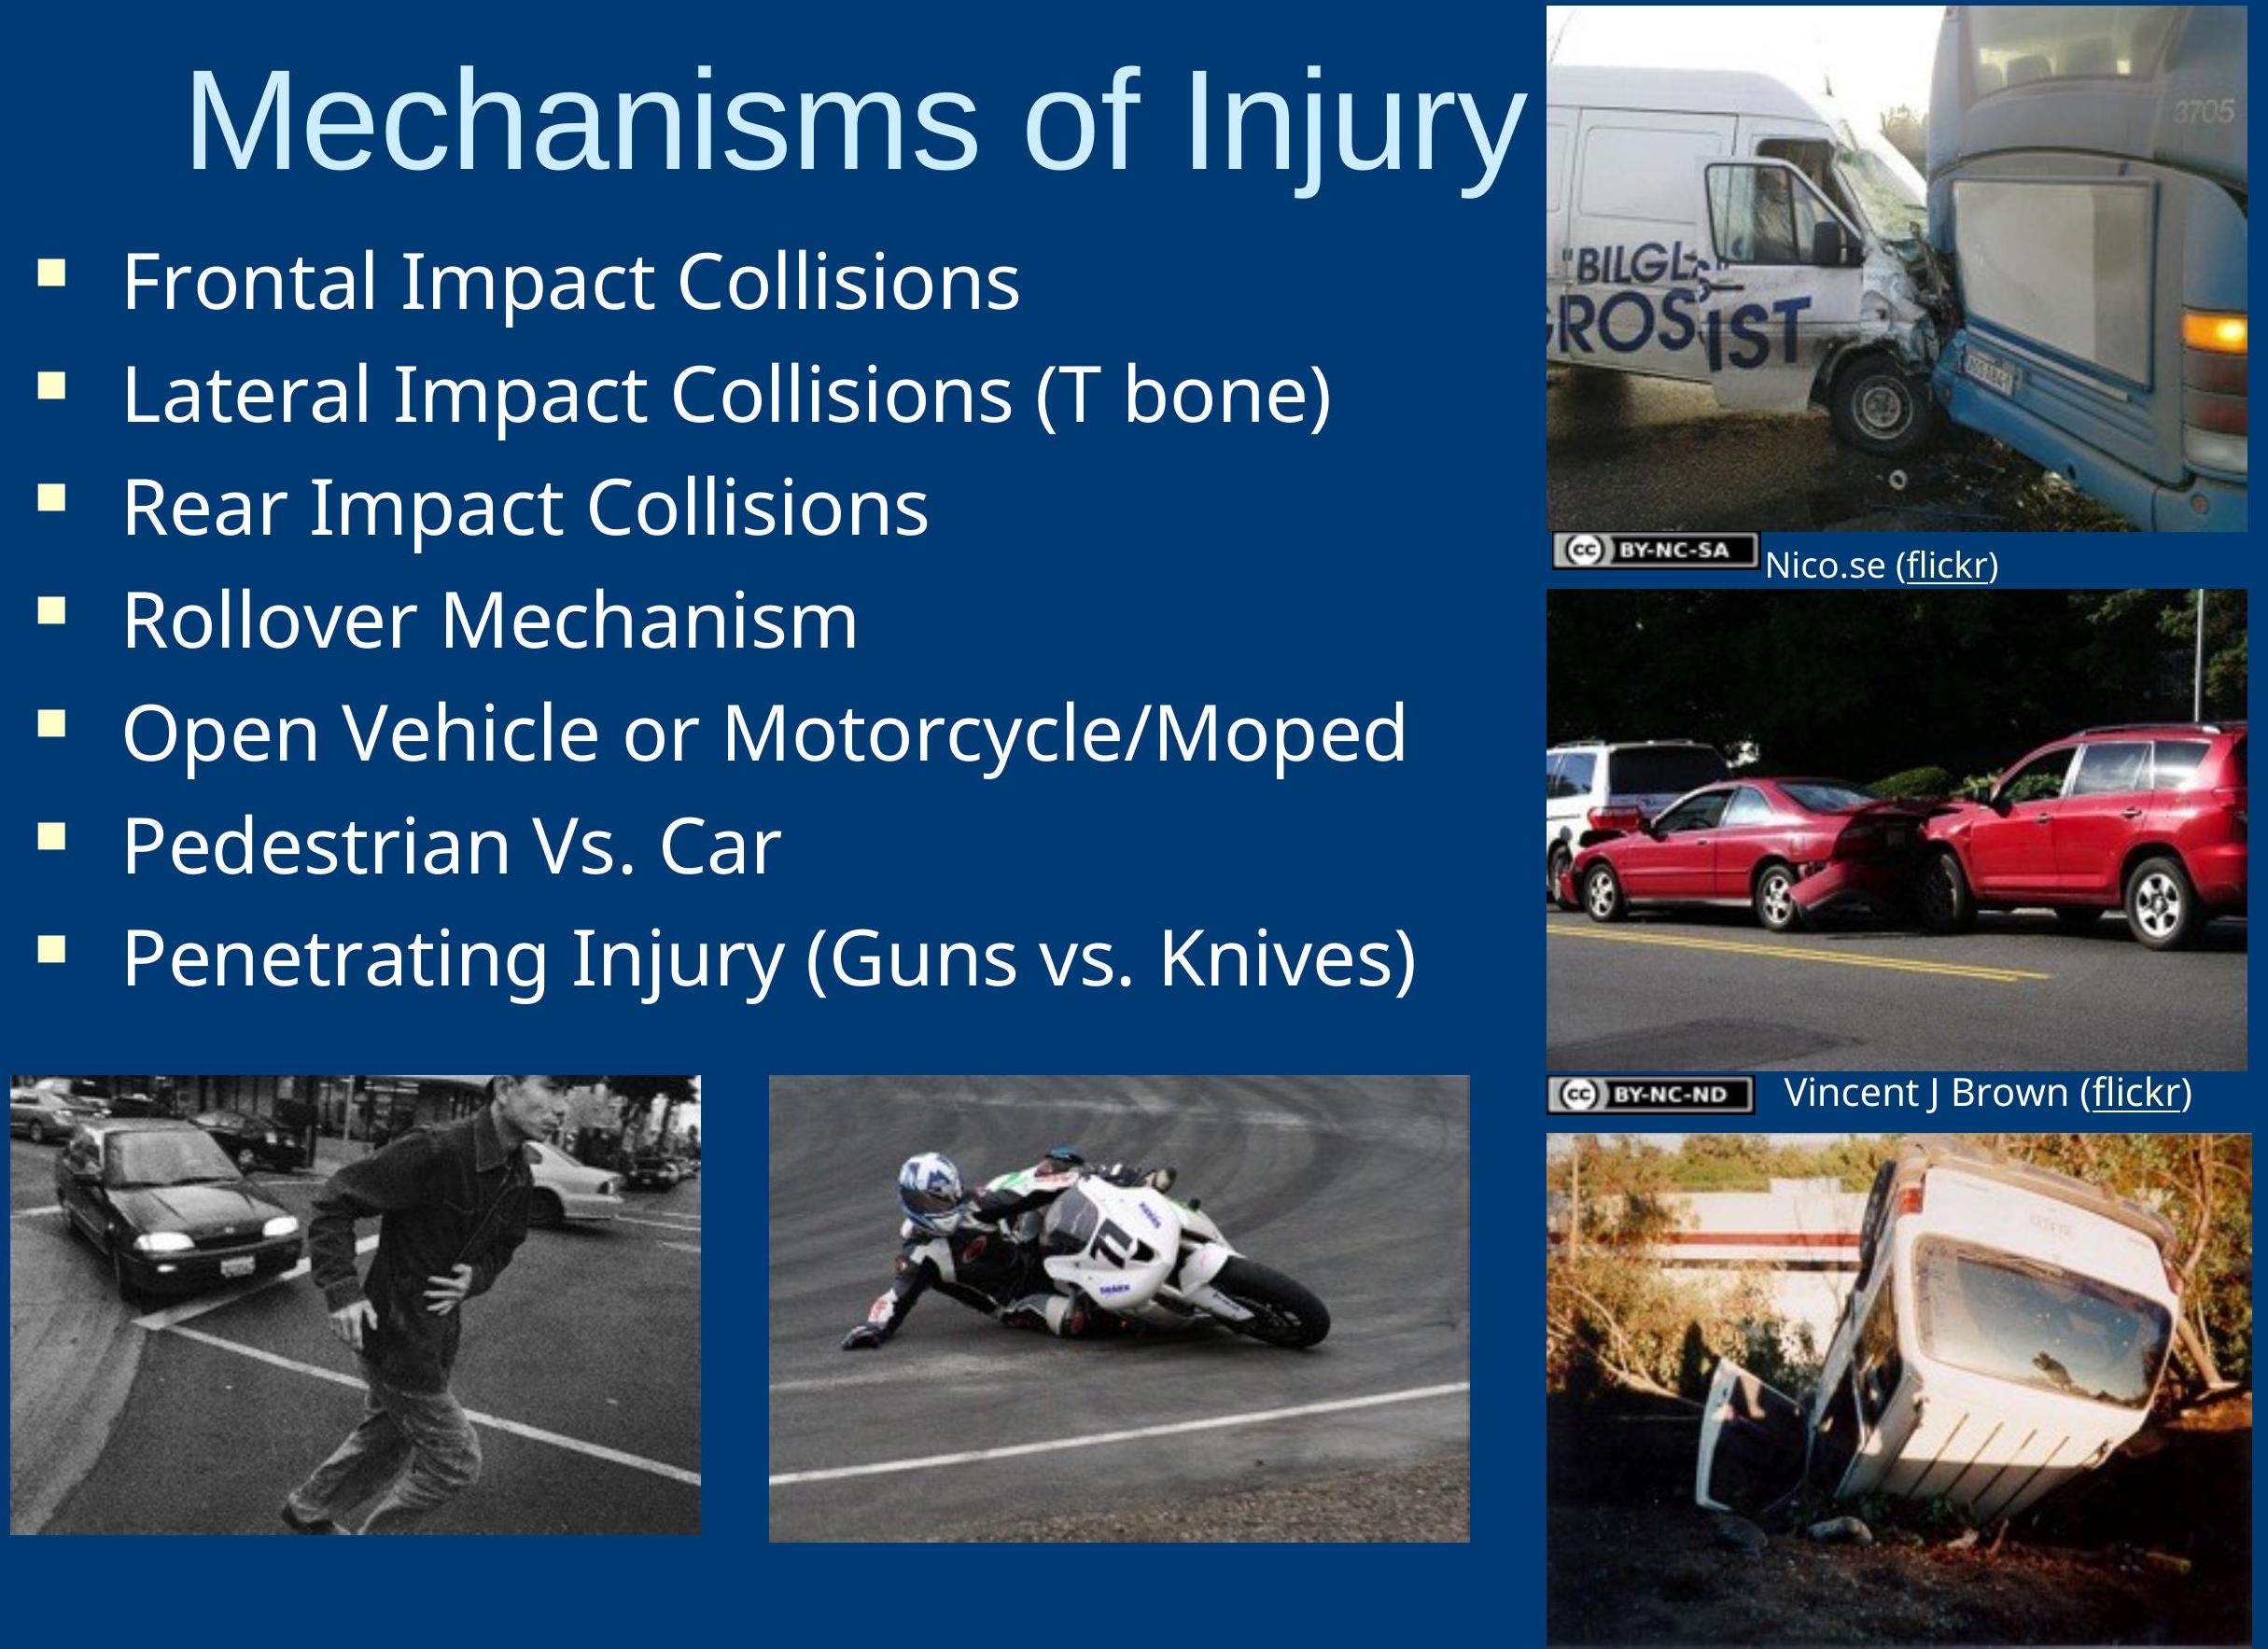 Mechanisms of Injury
Frontal Impact Collisions
Lateral Impact Collisions (T bone)
Rear Impact Collisions
Rollover Mechanism
Open Vehicle or Motorcycle/Moped
Pedestrian Vs. Car
Penetrating Injury (Guns vs. Knives)
3705
"BILGL
ROSIST
cc BY-NC-SA
Nico.se (flickr)
cc BY-NC-ND
Vincent J Brown (flickr)
71